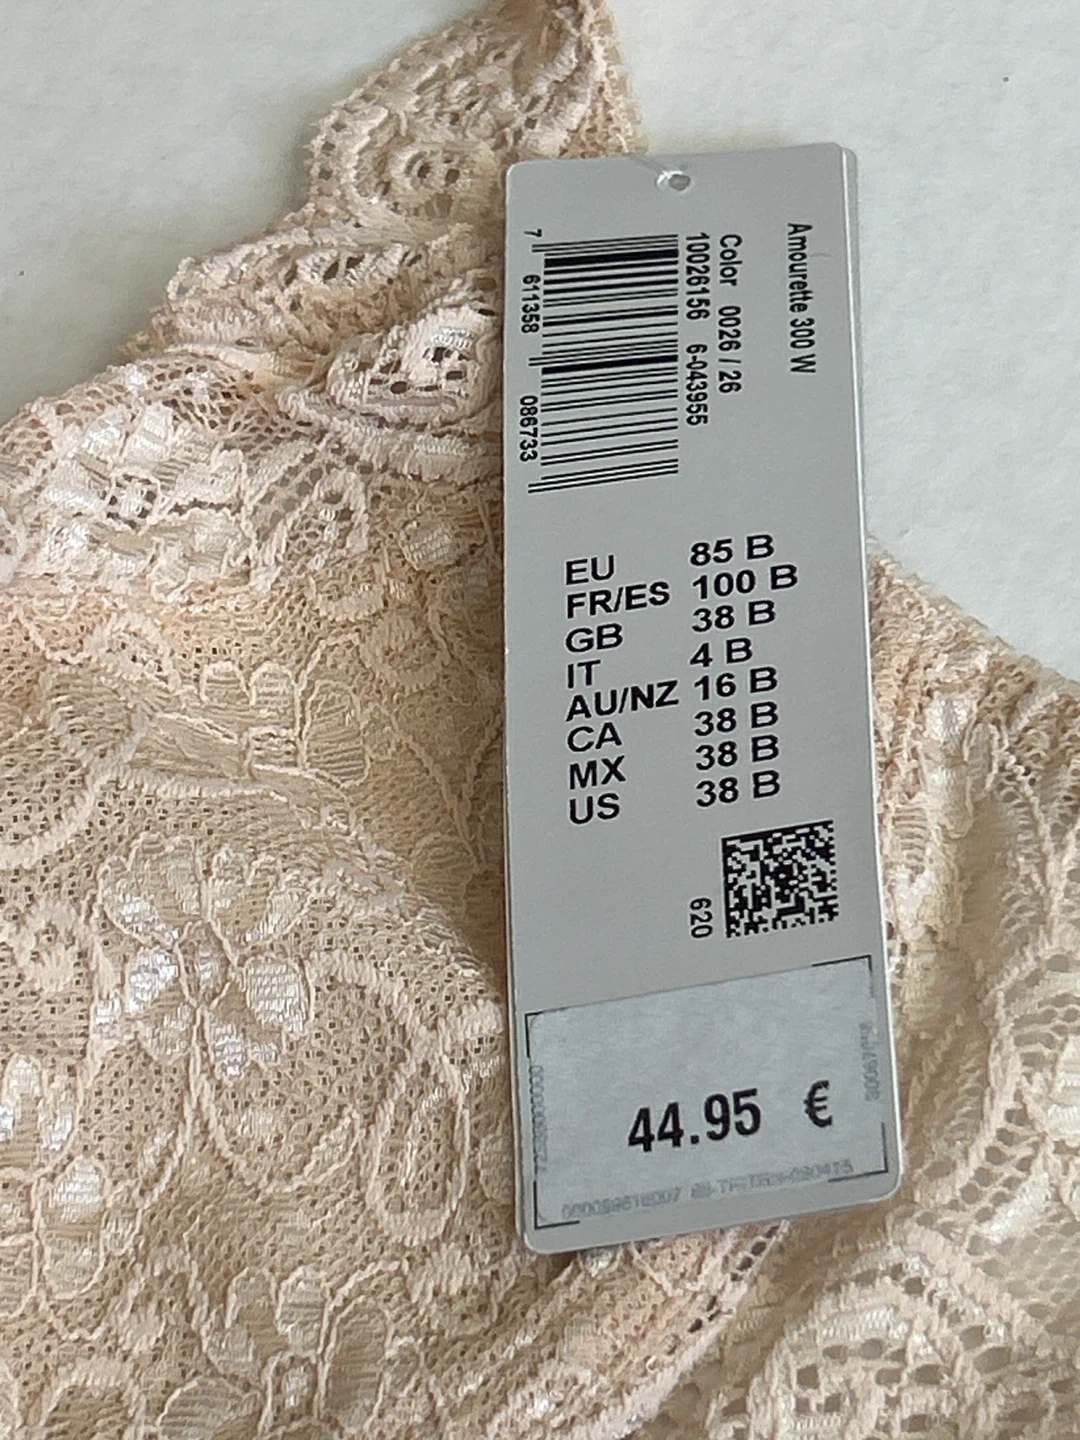 Amourette 300 W
Color 0026 / 26
10026156 6-043955
7 611358 086733
EU 85 B
FR/ES 100 B
GB 38 B
IT 4 B
AU/NZ 16 B
CA 38 B
MX 38 B
US 38 B
620
44.95 €